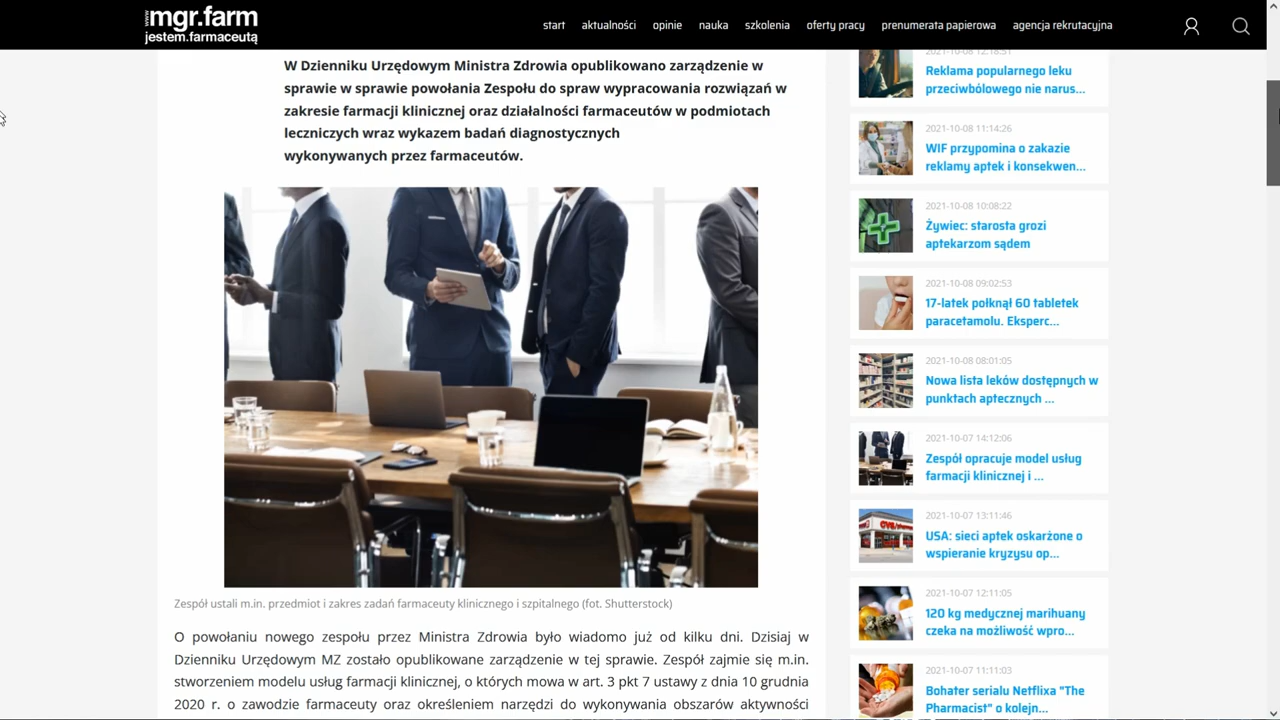 www.
mgr.farm
jestem.farmaceutą
start aktualności opinie nauka szkolenia oferty pracy prenumerata papierowa agencja rekrutacyjna
W Dzienniku Urzędowym Ministra Zdrowia opublikowano zarządzenie w
sprawie w sprawie powołania Zespołu do spraw wypracowania rozwiązań w
zakresie farmacji klinicznej oraz działalności farmaceutów w podmiotach
leczniczych wraz wykazem badań diagnostycznych
wykonywanych przez farmaceutów.
Zespół ustali m.in. przedmiot i zakres zadań farmaceuty klinicznego i szpitalnego (fot. Shutterstock)
O powołaniu nowego zespołu przez Ministra Zdrowia było wiadomo już od kilku dni. Dzisiaj w
Dzienniku Urzędowym MZ zostało opublikowane zarządzenie w tej sprawie. Zespół zajmie się m.in.
stworzeniem modelu usług farmacji klinicznej, o których mowa w art. 3 pkt 7 ustawy z dnia 10 grudnia
2020 r. o zawodzie farmaceuty oraz określeniem narzędzi do wykonywania obszarów aktywności
2021-10-08 12:18:51
Reklama popularnego leku
przeciwbólowego nie narus...
2021-10-08 11:14:26
WIF przypomina o zakazie
reklamy aptek i konsekwen...
2021-10-08 10:08:22
Żywiec: starosta grozi
aptekarzom sądem
2021-10-08 09:02:53
17-latek połknął 60 tabletek
paracetamolu. Eksperc...
2021-10-08 08:01:05
Nowa lista leków dostępnych w
punktach aptecznych ...
2021-10-07 14:12:06
Zespół opracuje model usług
farmacji klinicznej i ...
2021-10-07 13:11:46
USA: sieci aptek oskarżone o
wspieranie kryzysu op...
2021-10-07 12:11:05
120 kg medycznej marihuany
czeka na możliwość wpro...
2021-10-07 11:11:03
Bohater serialu Netflixa "The
Pharmacist" o kolejn...